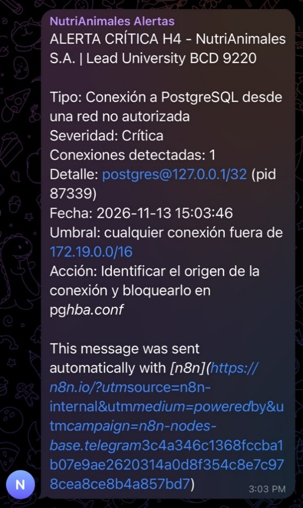 NutriAnimales Alertas
ALERTA CRÍTICA H4 - NutriAnimales
S.A. | Lead University BCD 9220
Tipo: Conexión a PostgreSQL desde
una red no autorizada
Severidad: Crítica
Conexiones detectadas: 1
Detalle: postgres@127.0.0.1/32 (pid
87339)
Fecha: 2026-11-13 15:03:46
Umbral: cualquier conexión fuera de
172.19.0.0/16
Acción: Identificar el origen de la
conexión y bloquearlo en
pghba.conf
This message was sent
automatically with [n8n](https://
n8n.io/?utmsource=n8n-
internal&utmmedium=poweredby&u
tmcampaign=n8n-nodes-
base.telegram3c4a346c1368fccba1
b07e9ae2620314a0d8f354c8e7c97
8cea8ce8b4a857bd7)
N
3:03 PM